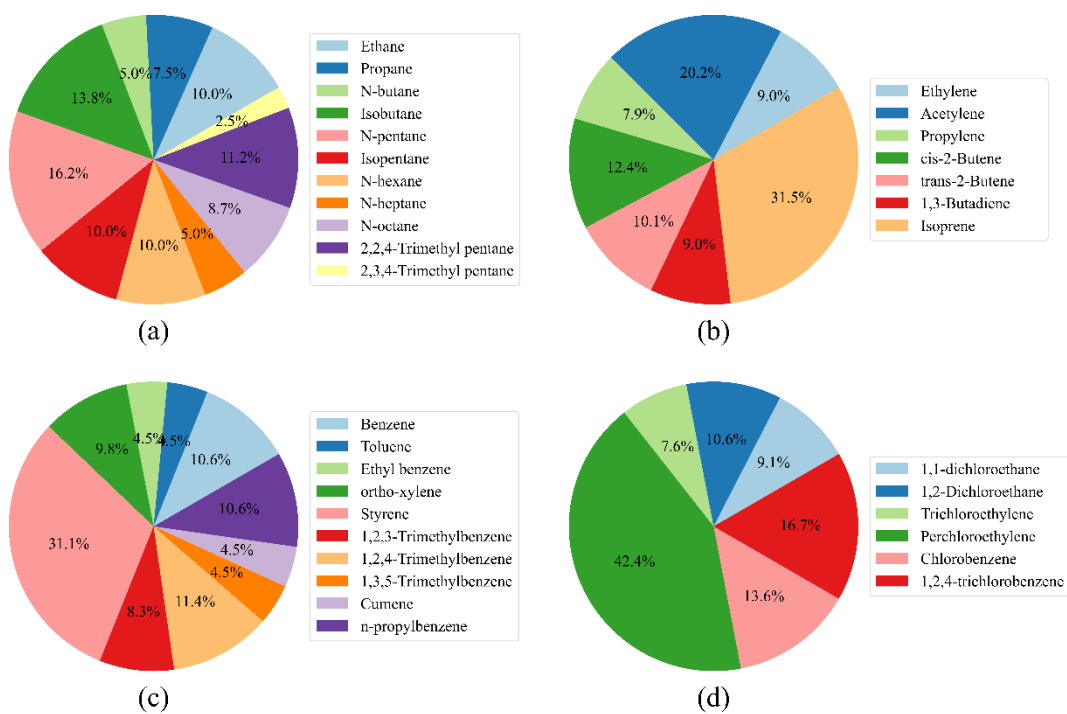 5.0%
7.5%
10.0%
2.5%
11.2%
8.7%
5.0%
10.0%
10.0%
16.2%
13.8%
Ethane
Propane
N-butane
Isobutane
N-pentane
Isopentane
N-hexane
N-heptane
N-octane
2,2,4-Trimethyl pentane
2,3,4-Trimethyl pentane
(a)
20.2%
9.0%
7.9%
12.4%
31.5%
10.1%
9.0%
Ethylene
Acetylene
Propylene
cis-2-Butene
trans-2-Butene
1,3-Butadiene
Isoprene
(b)
4.5%
4.5%
9.8%
10.6%
10.6%
31.1%
4.5%
4.5%
8.3%
11.4%
Benzene
Toluene
Ethyl benzene
ortho-xylene
Styrene
1,2,3-Trimethylbenzene
1,2,4-Trimethylbenzene
1,3,5-Trimethylbenzene
Cumene
n-propylbenzene
(c)
10.6%
7.6%
9.1%
16.7%
42.4%
13.6%
1,1-dichloroethane
1,2-Dichloroethane
Trichloroethylene
Perchloroethylene
Chlorobenzene
1,2,4-trichlorobenzene
(d)